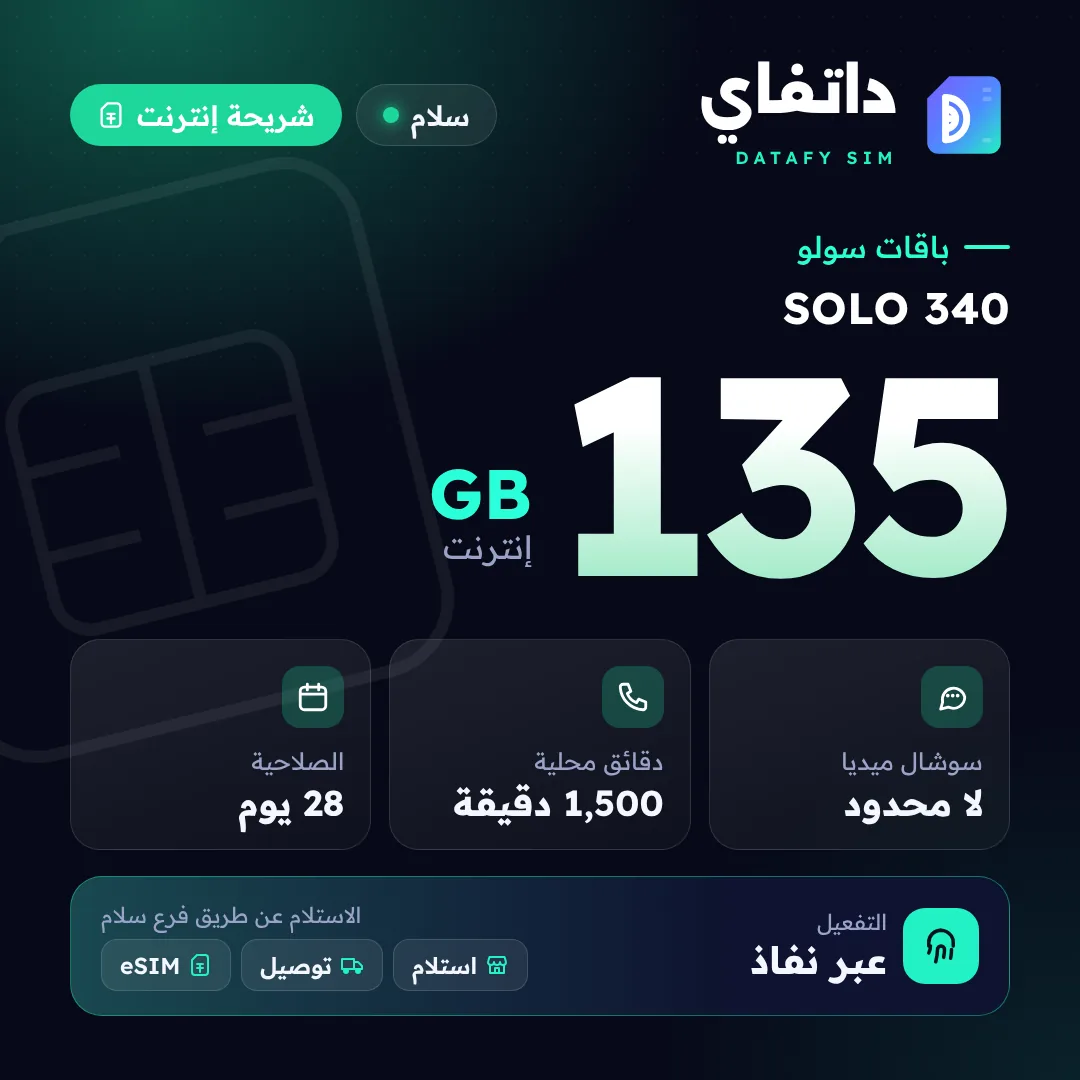 داتفاي
DATAFY SIM
سلام
شريحة إنترنت
باقات سولو
SOLO 340
135
GB
إنترنت
سوشال ميديا
لا محدود
دقائق محلية
1,500 دقيقة
الصلاحية
28 يوم
التفعيل
عبر نفاذ
الاستلام عن طريق فرع سلام
استلام
توصيل
eSIM